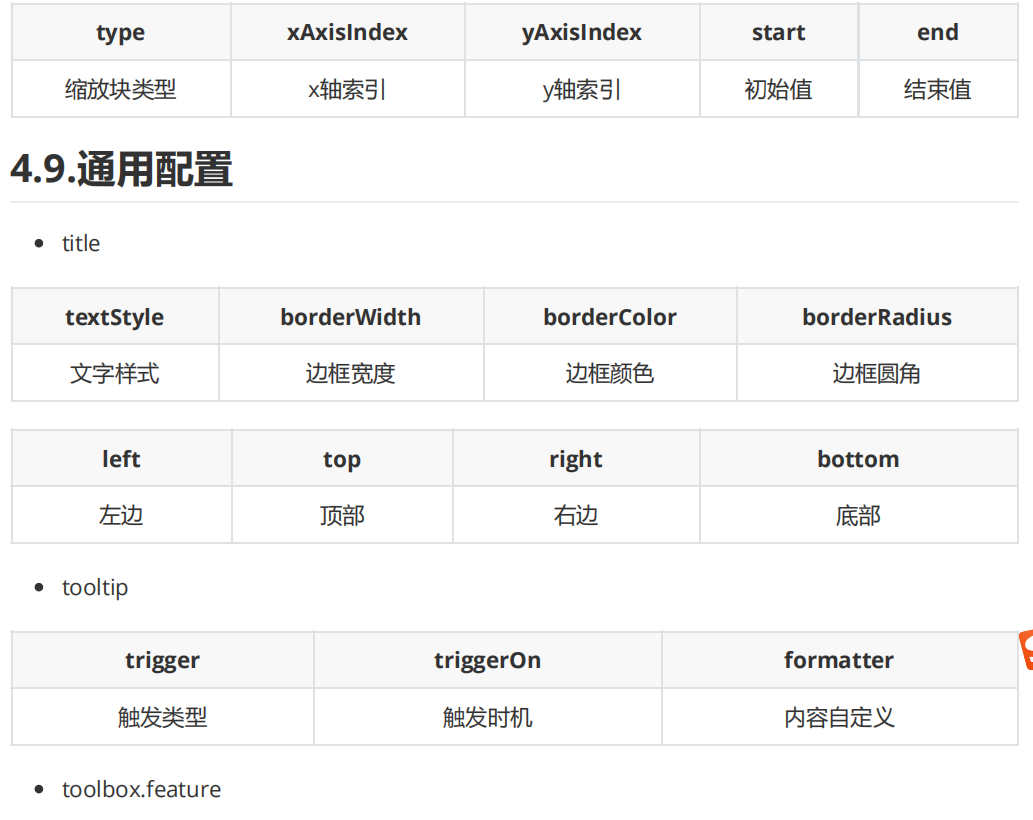 type xAxisIndex yAxisIndex start end
缩放块类型 x轴索引 y轴索引 初始值 结束值
4.9.通用配置
title
textStyle borderWidth borderColor borderRadius
文字样式 边框宽度 边框颜色 边框圆角
left top right bottom
左边 顶部 右边 底部
tooltip
trigger triggerOn formatter
触发类型 触发时机 内容自定义
toolbox.feature